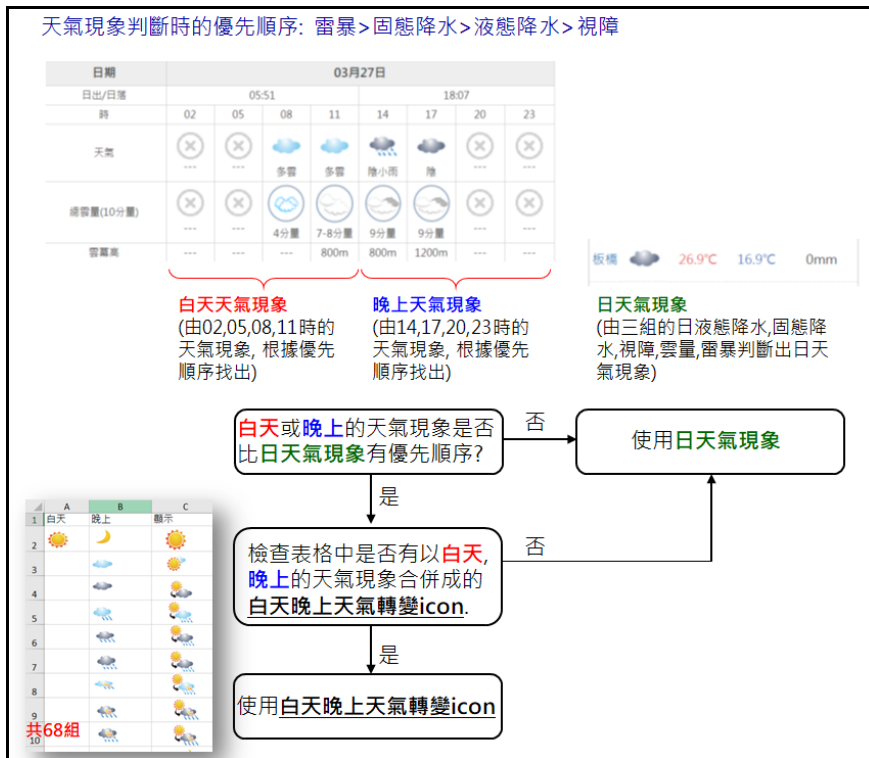 天氣現象判斷時的優先順序: 雷暴>固態降水>液態降水>視障
日期 03月27日
日出/日落 05:51 18:07
時 02 05 08 11 14 17 20 23
天氣
--- --- 多雲 多雲 陰小雨 陰 --- ---
總雲量(10分量)
--- --- 4分量 7-8分量 9分量 9分量 --- ---
雲幕高 --- --- --- 800m 800m 1200m --- ---
板橋 26.9℃ 16.9℃ 0mm
白天天氣現象
(由02,05,08,11時的
天氣現象, 根據優先
順序找出)
晚上天氣現象
(由14,17,20,23時的
天氣現象, 根據優先
順序找出)
日天氣現象
(由三組的日液態降水,固態降
水,視障,雲量,雷暴判斷出日天
氣現象)
白天或晚上的天氣現象是否
比日天氣現象有優先順序?
否
使用日天氣現象
是
檢查表格中是否有以白天,
晚上的天氣現象合併成的
白天晚上天氣轉變icon.
否
是
使用白天晚上天氣轉變icon
A B C
1 白天 晚上 顯示
2
3
4
5
6
7
8
9
10
共68組